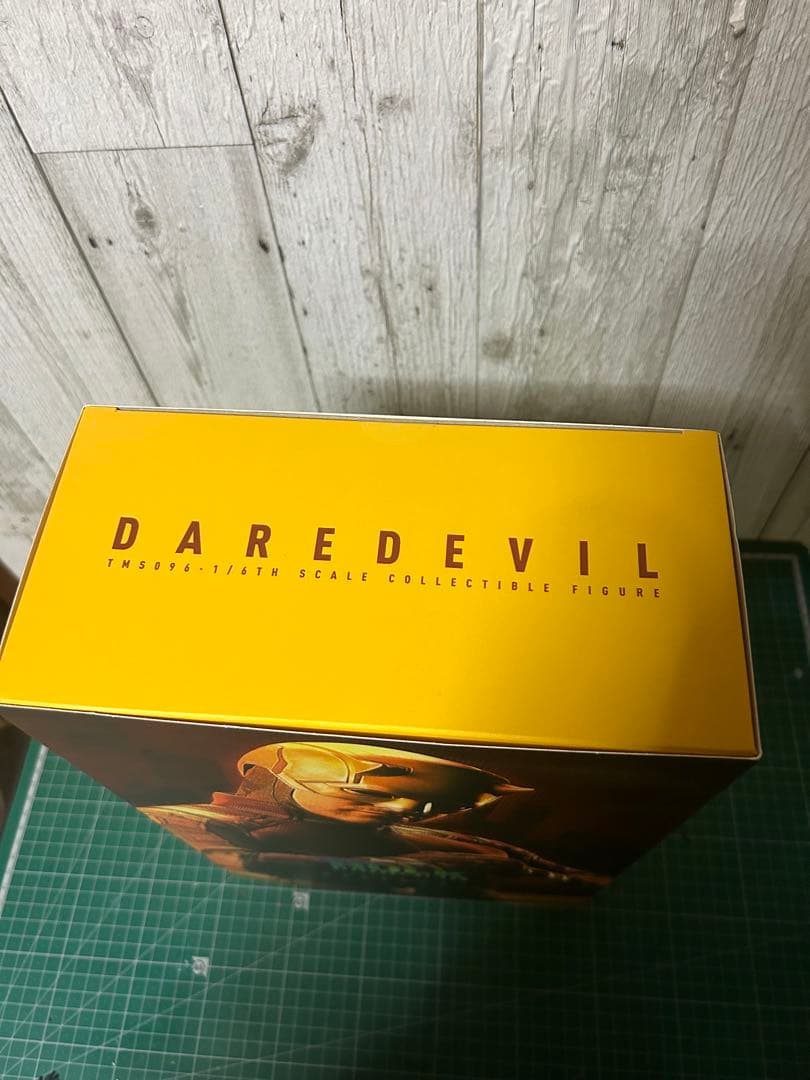 DAREDEVIL
TMS096 · 1/6TH SCALE COLLECTIBLE FIGURE